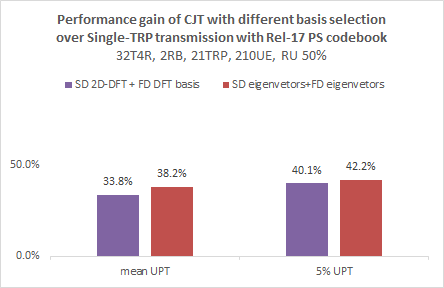 Performance gain of CJT with different basis selection
over Single-TRP transmission with Rel-17 PS codebook
32T4R, 2RB, 21TRP, 210UE, RU 50%
SD 2D-DFT + FD DFT basis
SD eigenvetors+FD eigenvetors
50.0%
0.0%
33.8%
38.2%
40.1%
42.2%
mean UPT
5% UPT